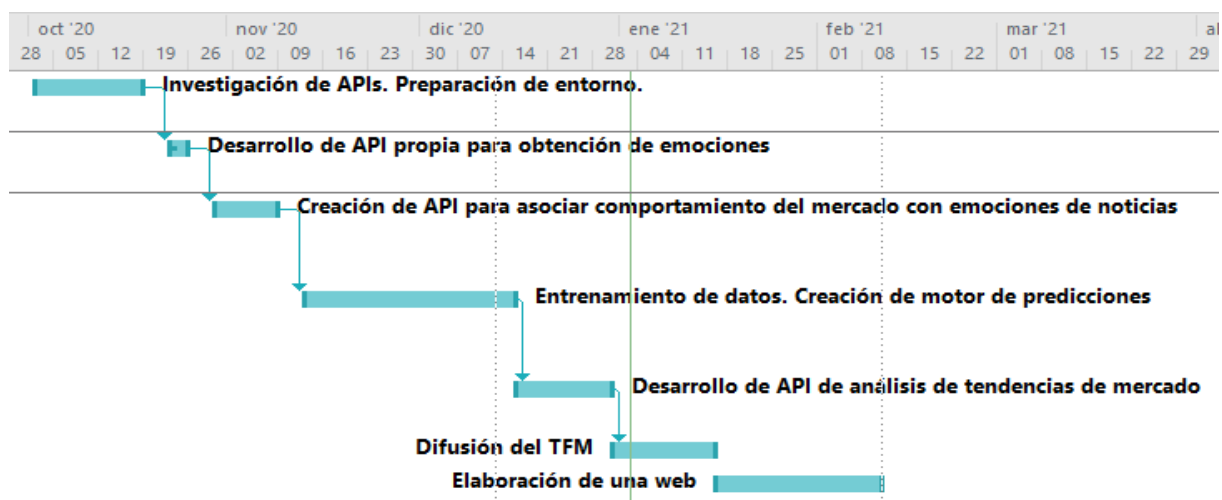 oct '20 nov '20 dic '20 ene '21 feb '21 mar '21
28 05 12 19 26 02 09 16 23 30 07 14 21 28 04 11 18 25 01 08 15 22 01 08 15 22 29
Investigación de APIs. Preparación de entorno.
Desarrollo de API propia para obtención de emociones
Creación de API para asociar comportamiento del mercado con emociones de noticias
Entrenamiento de datos. Creación de motor de predicciones
Desarrollo de API de análisis de tendencias de mercado
Difusión del TFM
Elaboración de una web